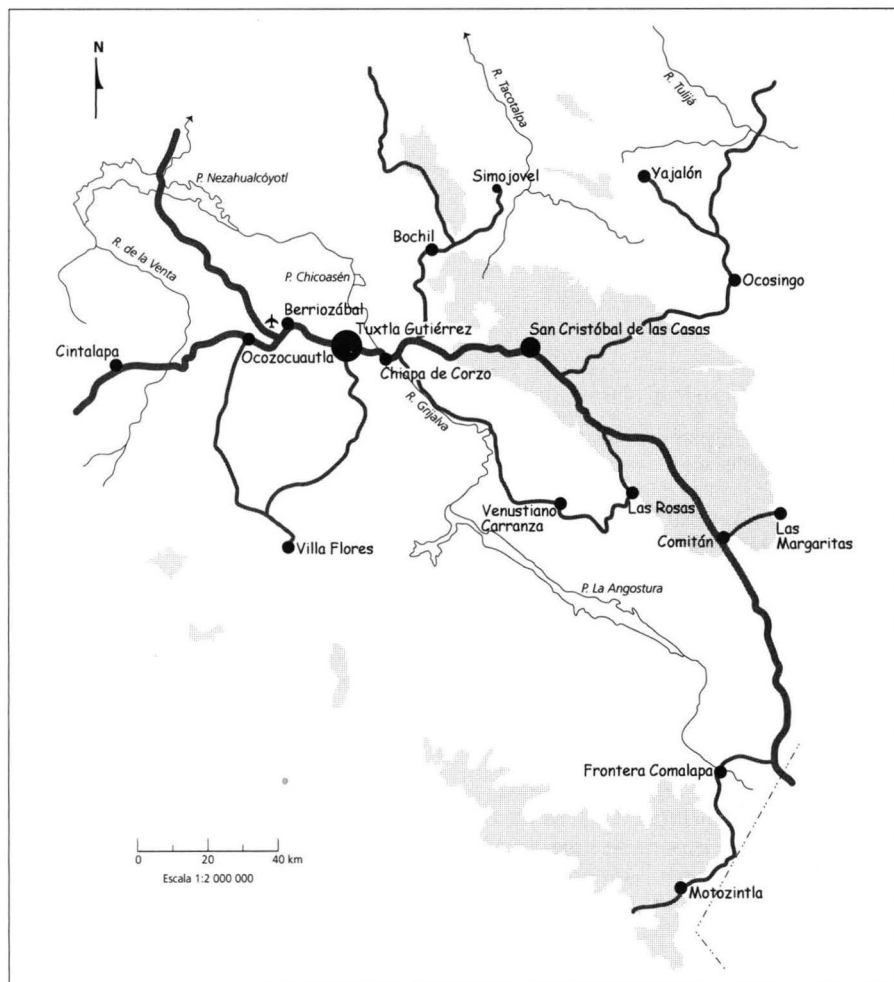 N
R. Tacotalpa
R. Tulijá
P. Nezahualcóyotl
Simojovel
Yajalón
Bochil
R. de la Venta
P. Chicoasén
Ocosingo
Berriozábal
Tuxtla Gutiérrez
San Cristóbal de las Casas
Cintalapa
Ocozocuautla
Chiapa de Corzo
R. Grijalva
Venustiano
Carranza
Las Rosas
Las
Margaritas
Comitán
Villa Flores
P. La Angostura
Frontera Comalapa
0 20 40 km
Escala 1:2 000 000
Motozintla